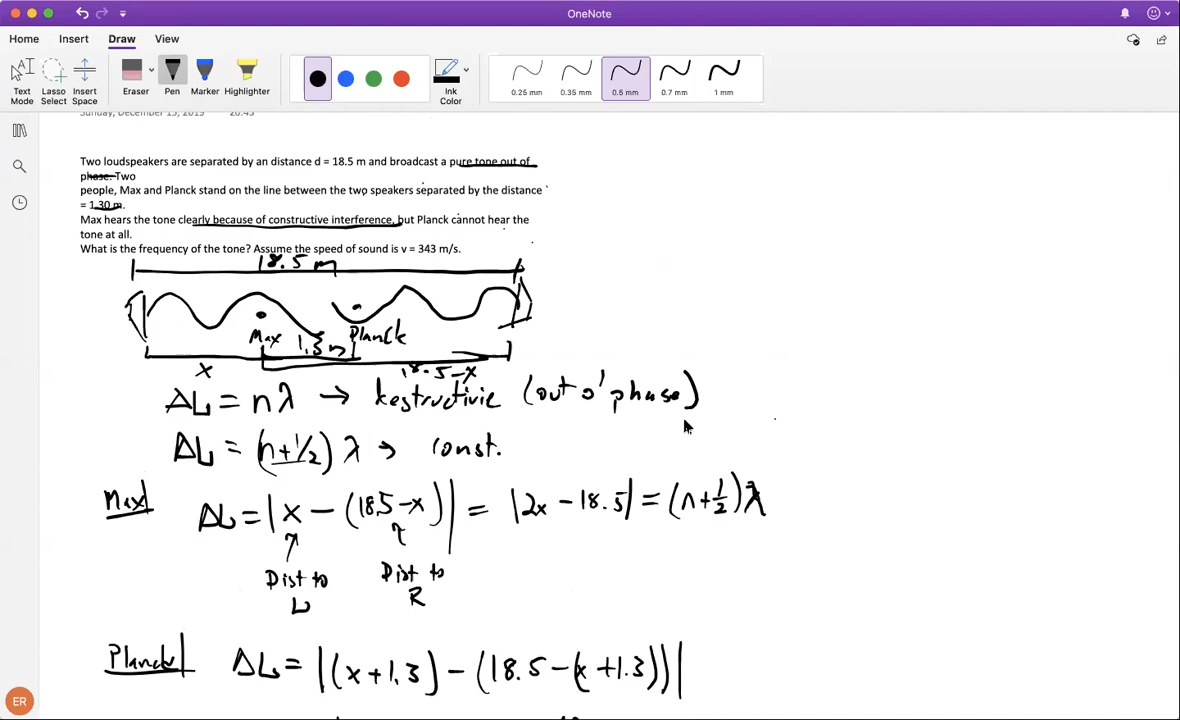 OneNote
Home Insert Draw View
Text Mode
Lasso Select
Insert Space
Eraser
Pen
Marker
Highlighter
Ink Color
0.25 mm
0.35 mm
0.5 mm
0.7 mm
1 mm
Sunday, December 15, 2019 20:45
Two loudspeakers are separated by an distance d = 18.5 m and broadcast a pure tone out of
phase. Two
people, Max and Planck stand on the line between the two speakers separated by the distance
= 1.30 m.
Max hears the tone clearly because of constructive interference, but Planck cannot hear the
tone at all.
What is the frequency of the tone? Assume the speed of sound is v = 343 m/s.
18.5 m
Max
Planck
1.3m
x
18.5-x
ΔL = nλ → destructive (out o' phase)
ΔL = (n+1/2) λ → const.
Max
ΔL = |x - (18.5-x)| = |2x - 18.5| = (n+1/2)λ
Dist to L
Dist to R
Planck
ΔL = |(x+1.3) - (18.5-(x+1.3))|
ER